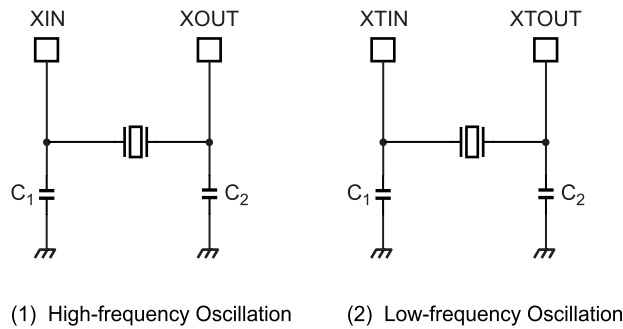 XIN XOUT XTIN XTOUT
C1 C2 C1 C2
(1) High-frequency Oscillation (2) Low-frequency Oscillation